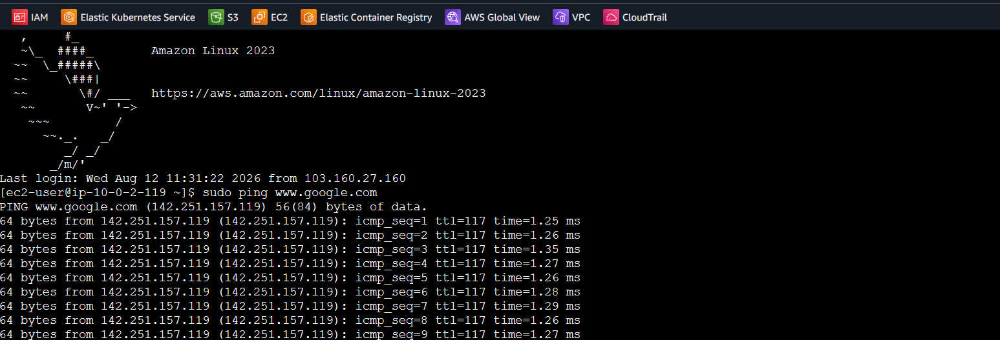 IAM Elastic Kubernetes Service S3 EC2 Elastic Container Registry AWS Global View VPC CloudTrail
   ,     #_
   ~\_  ####_        Amazon Linux 2023
  ~~  \_#####\
  ~~     \###|
  ~~       \#/ ___   https://aws.amazon.com/linux/amazon-linux-2023
   ~~       V~' '->
    ~~~         /
      ~~._.   _/
         _/ _/
       _/m/'
Last login: Wed Aug 12 11:31:22 2026 from 103.160.27.160
[ec2-user@ip-10-0-2-119 ~]$ sudo ping www.google.com
PING www.google.com (142.251.157.119) 56(84) bytes of data.
64 bytes from 142.251.157.119 (142.251.157.119): icmp_seq=1 ttl=117 time=1.25 ms
64 bytes from 142.251.157.119 (142.251.157.119): icmp_seq=2 ttl=117 time=1.26 ms
64 bytes from 142.251.157.119 (142.251.157.119): icmp_seq=3 ttl=117 time=1.35 ms
64 bytes from 142.251.157.119 (142.251.157.119): icmp_seq=4 ttl=117 time=1.27 ms
64 bytes from 142.251.157.119 (142.251.157.119): icmp_seq=5 ttl=117 time=1.26 ms
64 bytes from 142.251.157.119 (142.251.157.119): icmp_seq=6 ttl=117 time=1.28 ms
64 bytes from 142.251.157.119 (142.251.157.119): icmp_seq=7 ttl=117 time=1.29 ms
64 bytes from 142.251.157.119 (142.251.157.119): icmp_seq=8 ttl=117 time=1.26 ms
64 bytes from 142.251.157.119 (142.251.157.119): icmp_seq=9 ttl=117 time=1.27 ms